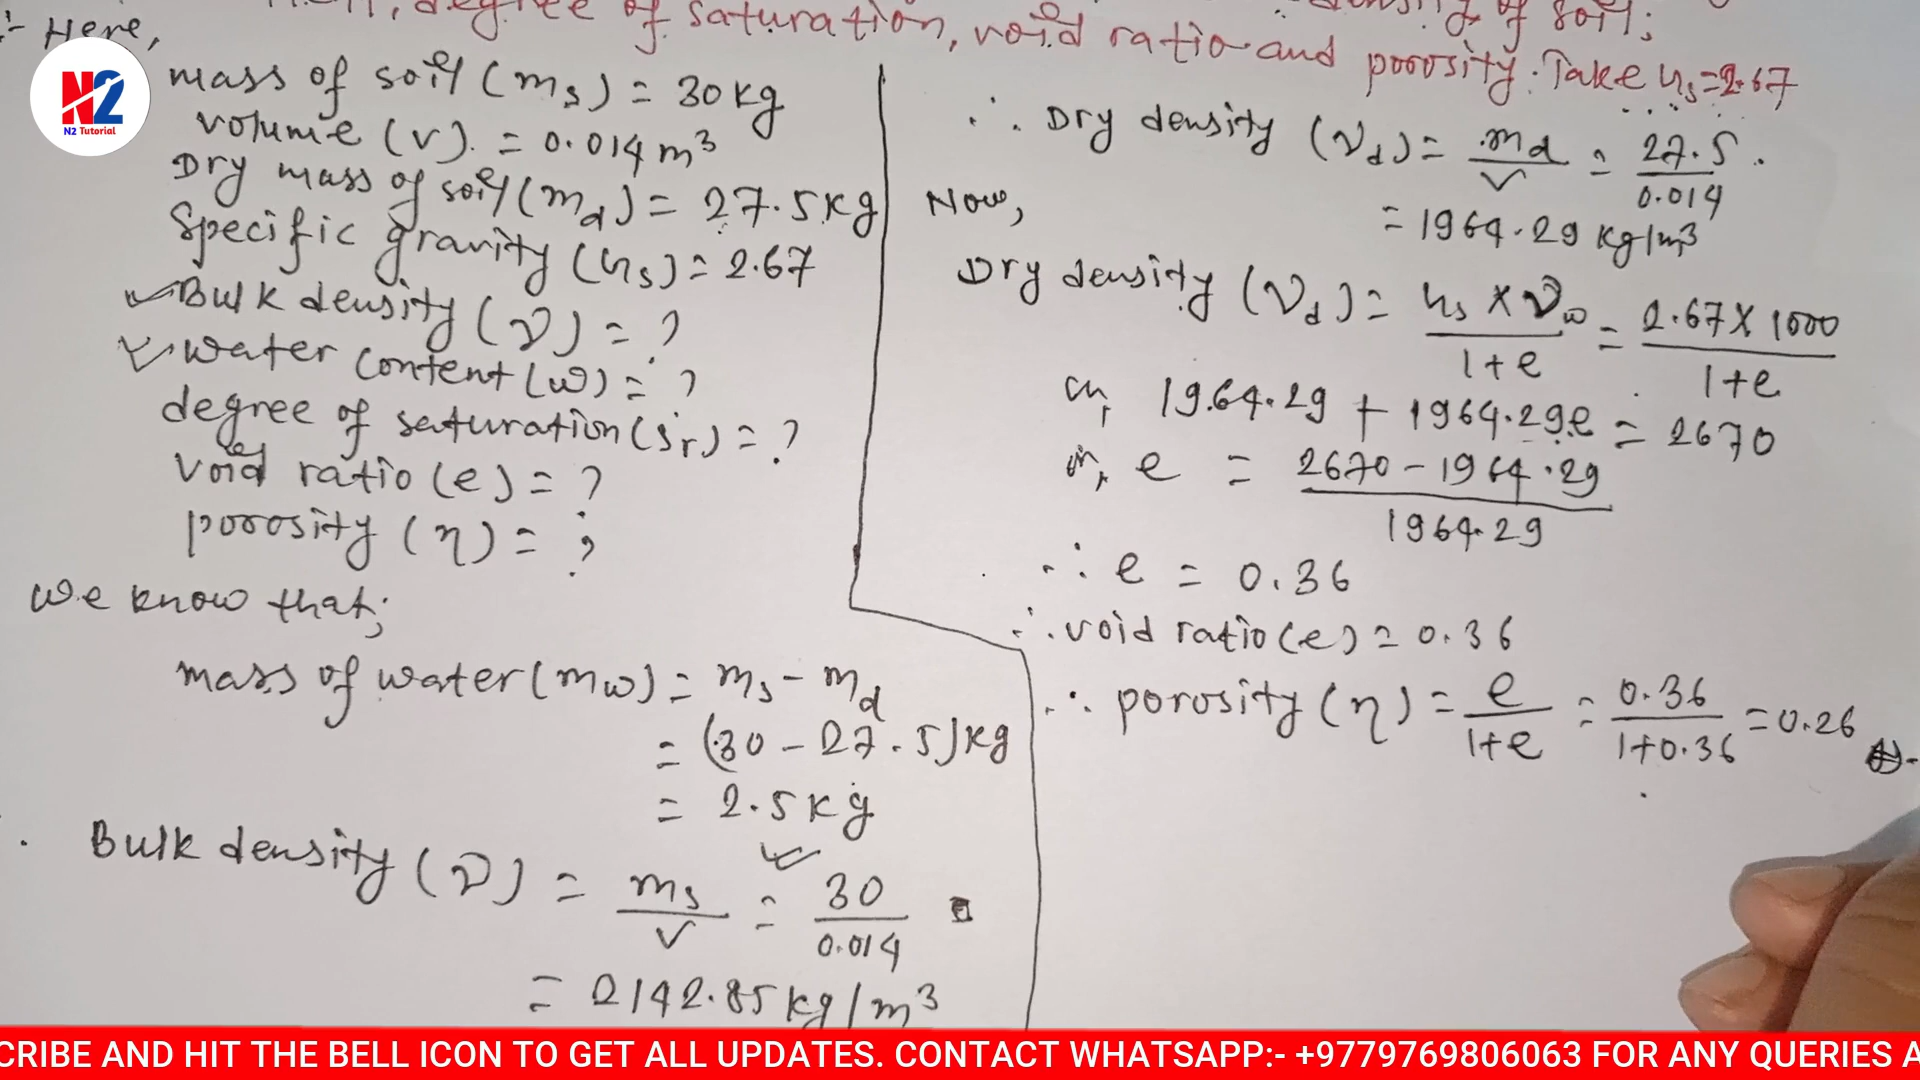 degree of saturation, void ratio and porosity. Take Gs=2.67
density of soil;
:- Here,
N2
N2 Tutorial
mass of soil (ms) = 30kg
volume (v). = 0.014 m³
Dry mass of soil (md) = 27.5kg
Specific gravity (Gs) = 2.67
Bulk density (γ) = ?
water content (w) = ?
degree of saturation (Sr) = ?
void ratio (e) = ?
porosity (η) = ?
we know that;
mass of water (mw) = ms - md
= (30 - 27.5) kg
= 2.5 kg
Bulk density (γ) = ms/v = 30/0.014
= 2142.85 kg/m³
∴ Dry density (γd) = md/v = 27.5/0.014
= 1964.29 kg/m³
Now,
Dry density (γd) = Gs × γw/1+e = 2.67 × 1000/1+e
or, 1964.29 + 1964.29e = 2670
or, e = 2670 - 1964.29/1964.29
∴ e = 0.36
∴ void ratio (e) = 0.36
∴ porosity (η) = e/1+e = 0.36/1+0.36 = 0.26
CRIBE AND HIT THE BELL ICON TO GET ALL UPDATES. CONTACT WHATSAPP:- +9779769806063 FOR ANY QUERIES A